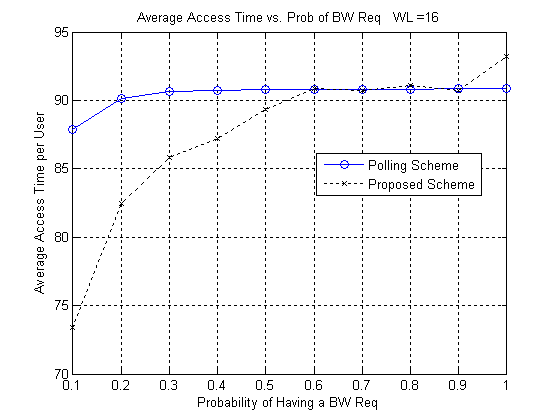 Average Access Time vs. Prob of BW Req WL =16
95
90
85
80
75
70
Average Access Time per User
Polling Scheme
Proposed Scheme
0.1 0.2 0.3 0.4 0.5 0.6 0.7 0.8 0.9 1
Probability of Having a BW Req